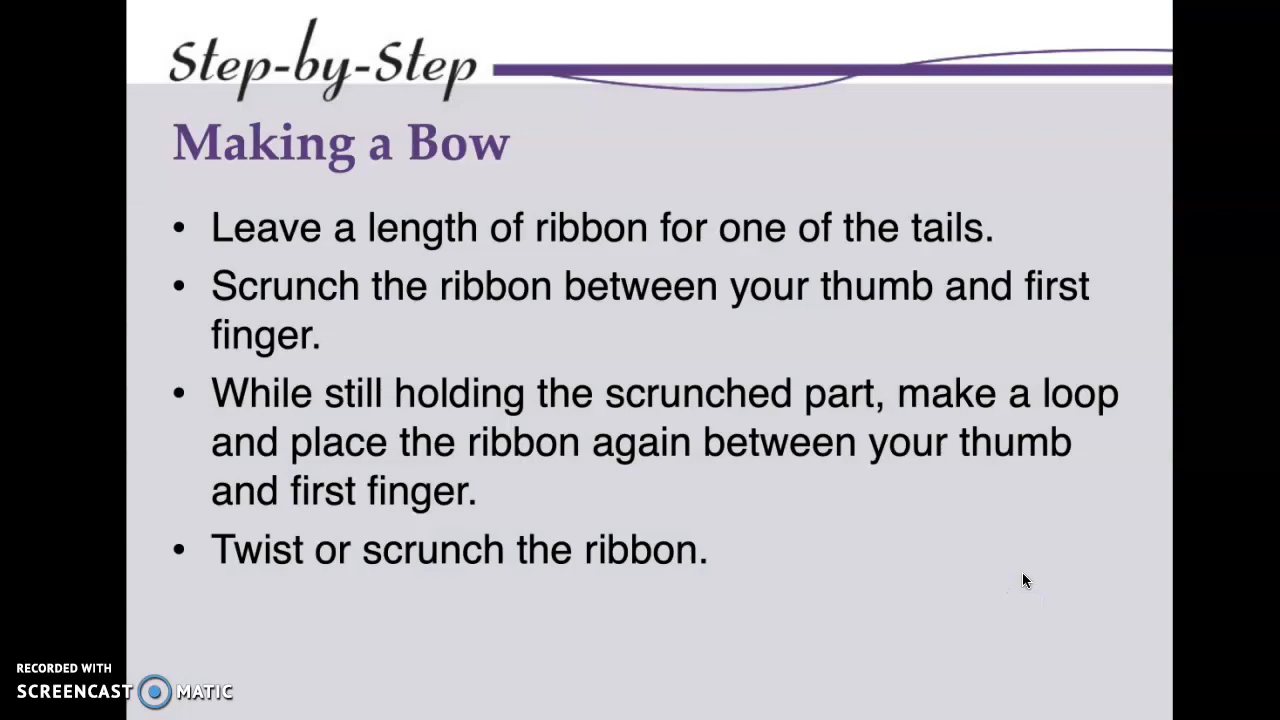 Step-by-Step
Making a Bow
• Leave a length of ribbon for one of the tails.
• Scrunch the ribbon between your thumb and first
finger.
• While still holding the scrunched part, make a loop
and place the ribbon again between your thumb
and first finger.
• Twist or scrunch the ribbon.
RECORDED WITH
SCREENCAST MATIC